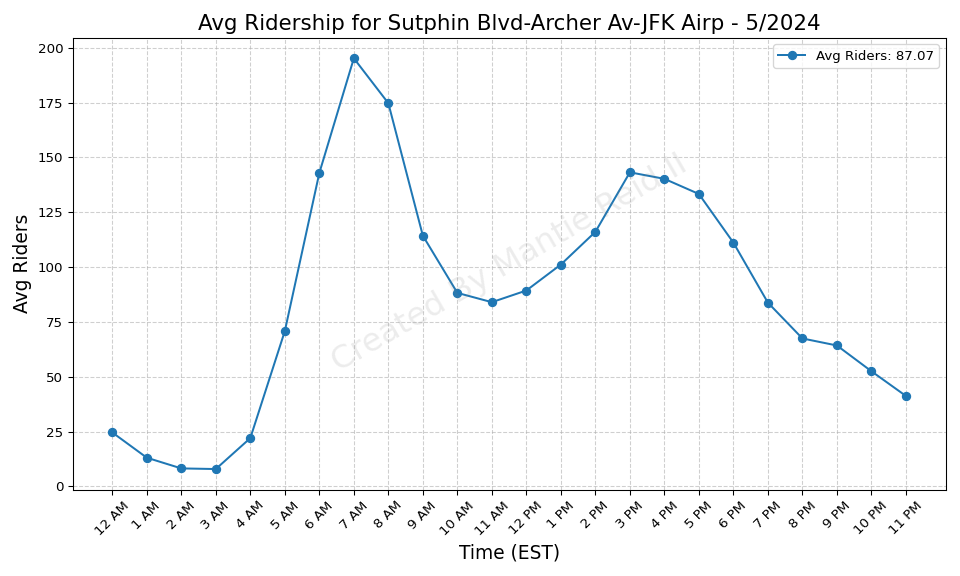 Avg Ridership for Sutphin Blvd-Archer Av-JFK Airp - 5/2024
Avg Riders: 87.07
200
175
150
125
100
75
50
25
0
Avg Riders
Created By Mantle Reid II
12 AM
1 AM
2 AM
3 AM
4 AM
5 AM
6 AM
7 AM
8 AM
9 AM
10 AM
11 AM
12 PM
1 PM
2 PM
3 PM
4 PM
5 PM
6 PM
7 PM
8 PM
9 PM
10 PM
11 PM
Time (EST)